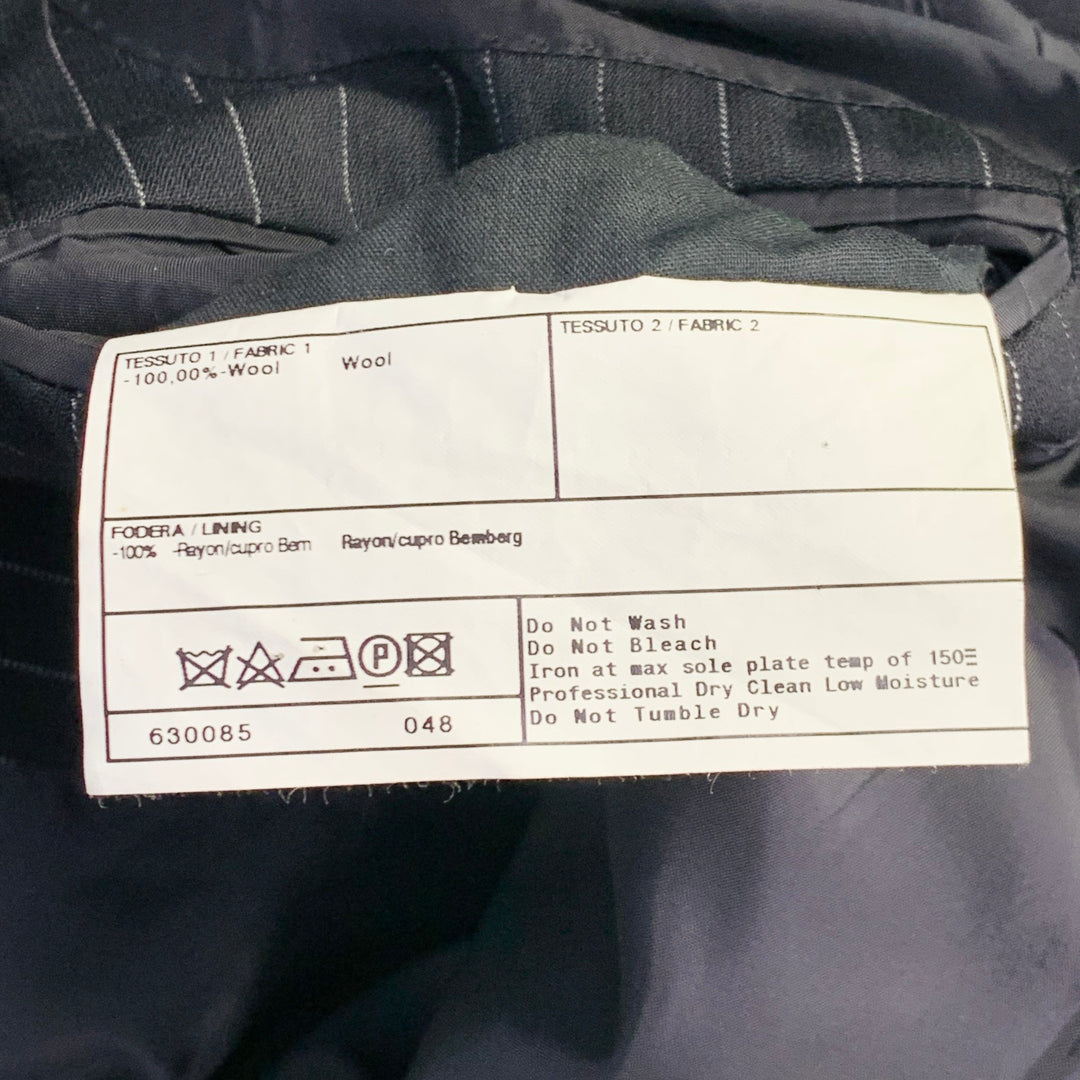 TESSUTO 1 / FABRIC 1
-100,00%-Wool Wool
TESSUTO 2 / FABRIC 2
FODERA / LINING
-100% -Rayon/cupro Bem Rayon/cupro Bemberg
P
Do Not Wash
Do Not Bleach
Iron at max sole plate temp of 150Ξ
Professional Dry Clean Low Moisture
Do Not Tumble Dry
630085 048